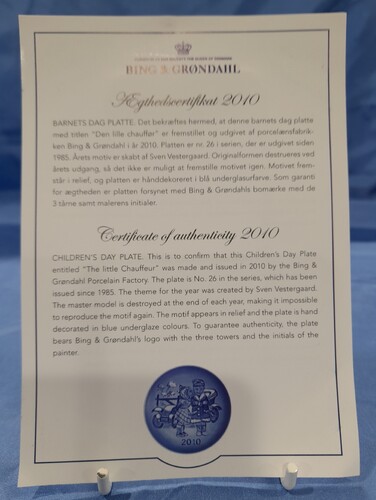 BING & GRØNDAHL
Ægthedscertifikat 2010
BARNETS DAG PLATTE. Det bekræftes hermed, at denne barnets dag platte
med titlen "Den lille chauffør" er fremstillet og udgivet af porcelænsfabrik-
ken Bing & Grøndahl i år 2010. Platten er nr. 26 i serien, der er udgivet siden
1985. Årets motiv er skabt af Sven Vestergaard. Originalformen destrueres ved
årets udgang, så det ikke er muligt at fremstille motivet igen. Motivet frem-
står i relief, og platten er hånddekoreret i blå underglasurfarve. Som garanti
for ægtheden er platten forsynet med Bing & Grøndahls bomærke med de
3 tårne samt malerens initialer.
Certificate of authenticity 2010
CHILDREN'S DAY PLATE. This is to confirm that this Children's Day Plate
entitled "The little Chauffeur" was made and issued in 2010 by the Bing &
Grøndahl Porcelain Factory. The plate is No. 26 in the series, which has been
issued since 1985. The theme for the year was created by Sven Vestergaard.
The master model is destroyed at the end of each year, making it impossible
to reproduce the motif again. The motif appears in relief and the plate is hand
decorated in blue underglaze colours. To guarantee authenticity, the plate
bears Bing & Grøndahl's logo with the three towers and the initials of the
painter.
2010